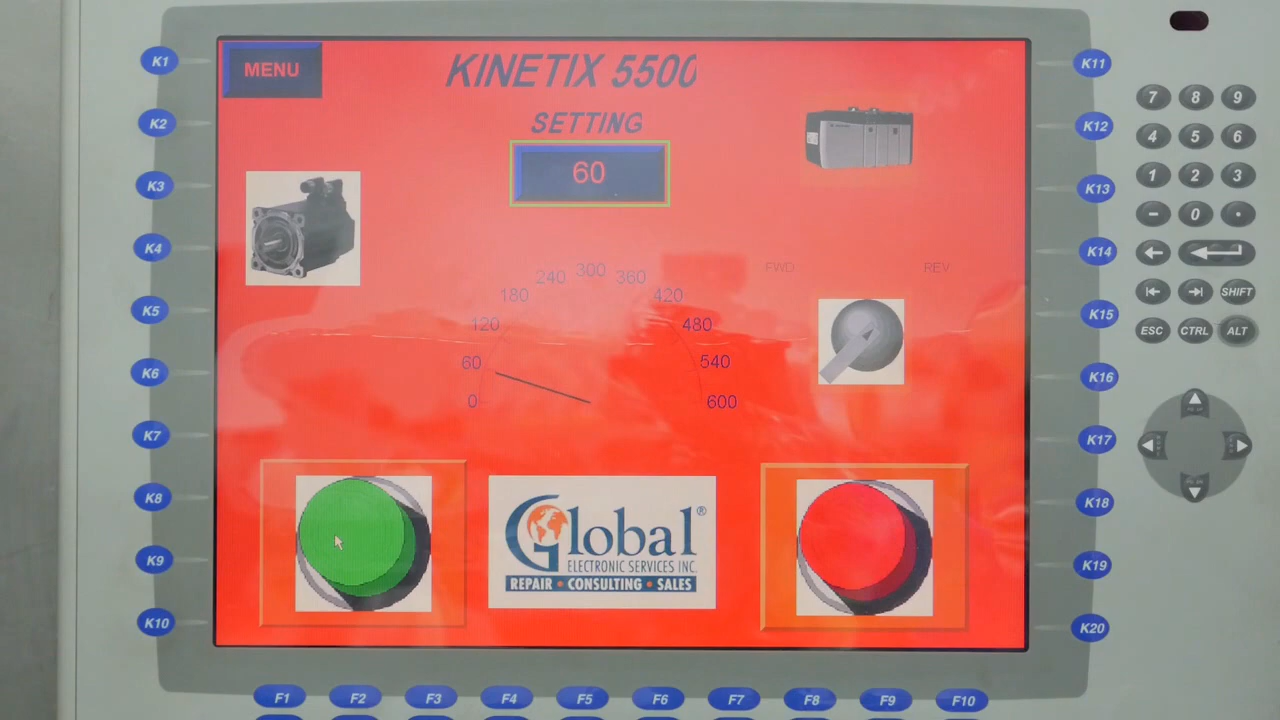 K1
K2
K3
K4
K5
K6
K7
K8
K9
K10
MENU
KINETIX 5500
SETTING
60
FWD
REV
0
60
120
180
240
300
360
420
480
540
600
Global®
ELECTRONIC SERVICES INC.
REPAIR • CONSULTING • SALES
K11
K12
K13
K14
K15
K16
K17
K18
K19
K20
7 8 9
4 5 6
1 2 3
- 0 .
SHIFT
ESC CTRL ALT
F1 F2 F3 F4 F5 F6 F7 F8 F9 F10